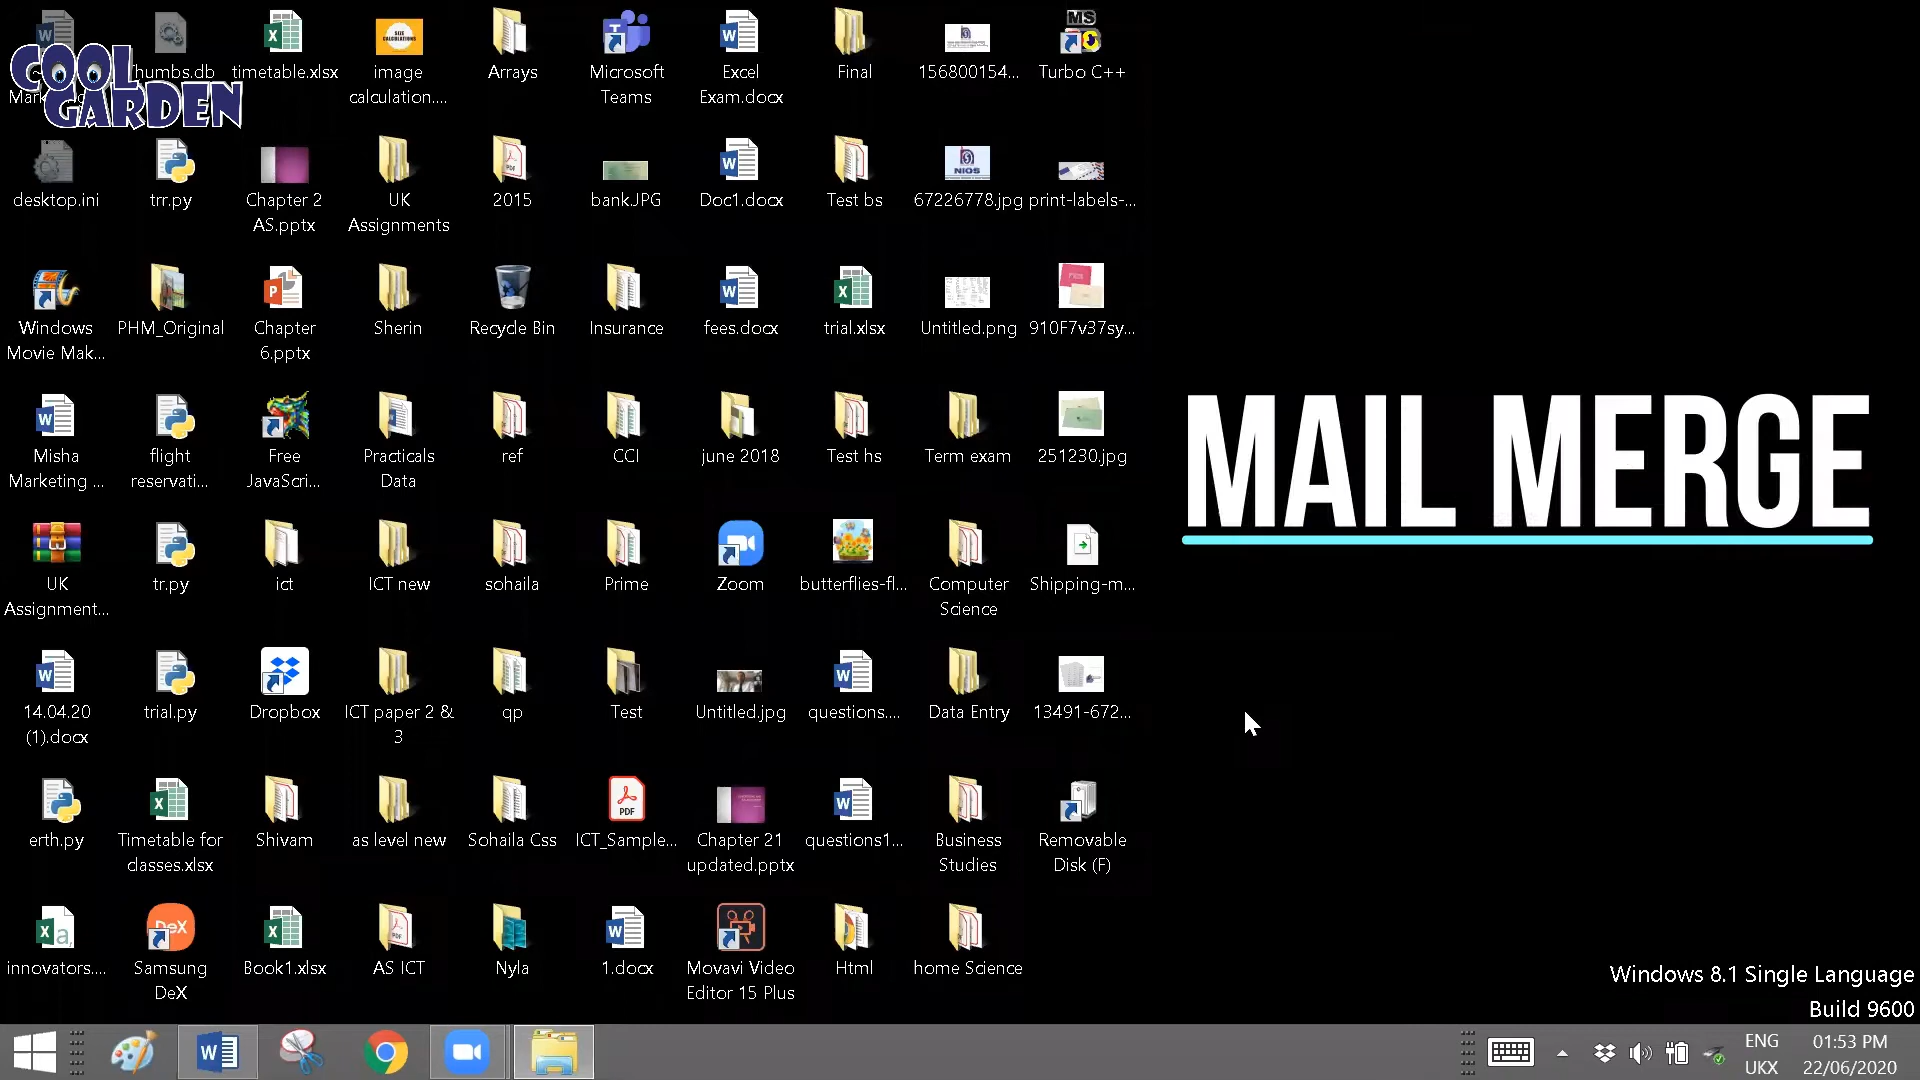 COOL
GARDEN
Thumbs.db
timetable.xlsx
image
calculation....
Arrays
Microsoft
Teams
Excel
Exam.docx
Final
156800154...
Turbo C++
desktop.ini
trr.py
Chapter 2
AS.pptx
UK
Assignments
2015
bank.JPG
Doc1.docx
Test bs
67226778.jpg
print-labels-...
Windows
Movie Mak...
PHM_Original
Chapter
6.pptx
Sherin
Recycle Bin
Insurance
fees.docx
trial.xlsx
Untitled.png
910F7v37sy...
Misha
Marketing ...
flight
reservati...
Free
JavaScri...
Practicals
Data
ref
CCI
june 2018
Test hs
Term exam
251230.jpg
MAIL MERGE
UK
Assignment...
tr.py
ict
ICT new
sohaila
Prime
Zoom
butterflies-fl...
Computer
Science
Shipping-m...
14.04.20
(1).docx
trial.py
Dropbox
ICT paper 2 &
3
qp
Test
Untitled.jpg
questions....
Data Entry
13491-672...
erth.py
Timetable for
classes.xlsx
Shivam
as level new
Sohaila Css
ICT_Sample...
Chapter 21
updated.pptx
questions1...
Business
Studies
Removable
Disk (F)
innovators....
Samsung
DeX
Book1.xlsx
AS ICT
Nyla
1.docx
Movavi Video
Editor 15 Plus
Html
home Science
Windows 8.1 Single Language
Build 9600
ENG
UKX
01:53 PM
22/06/2020